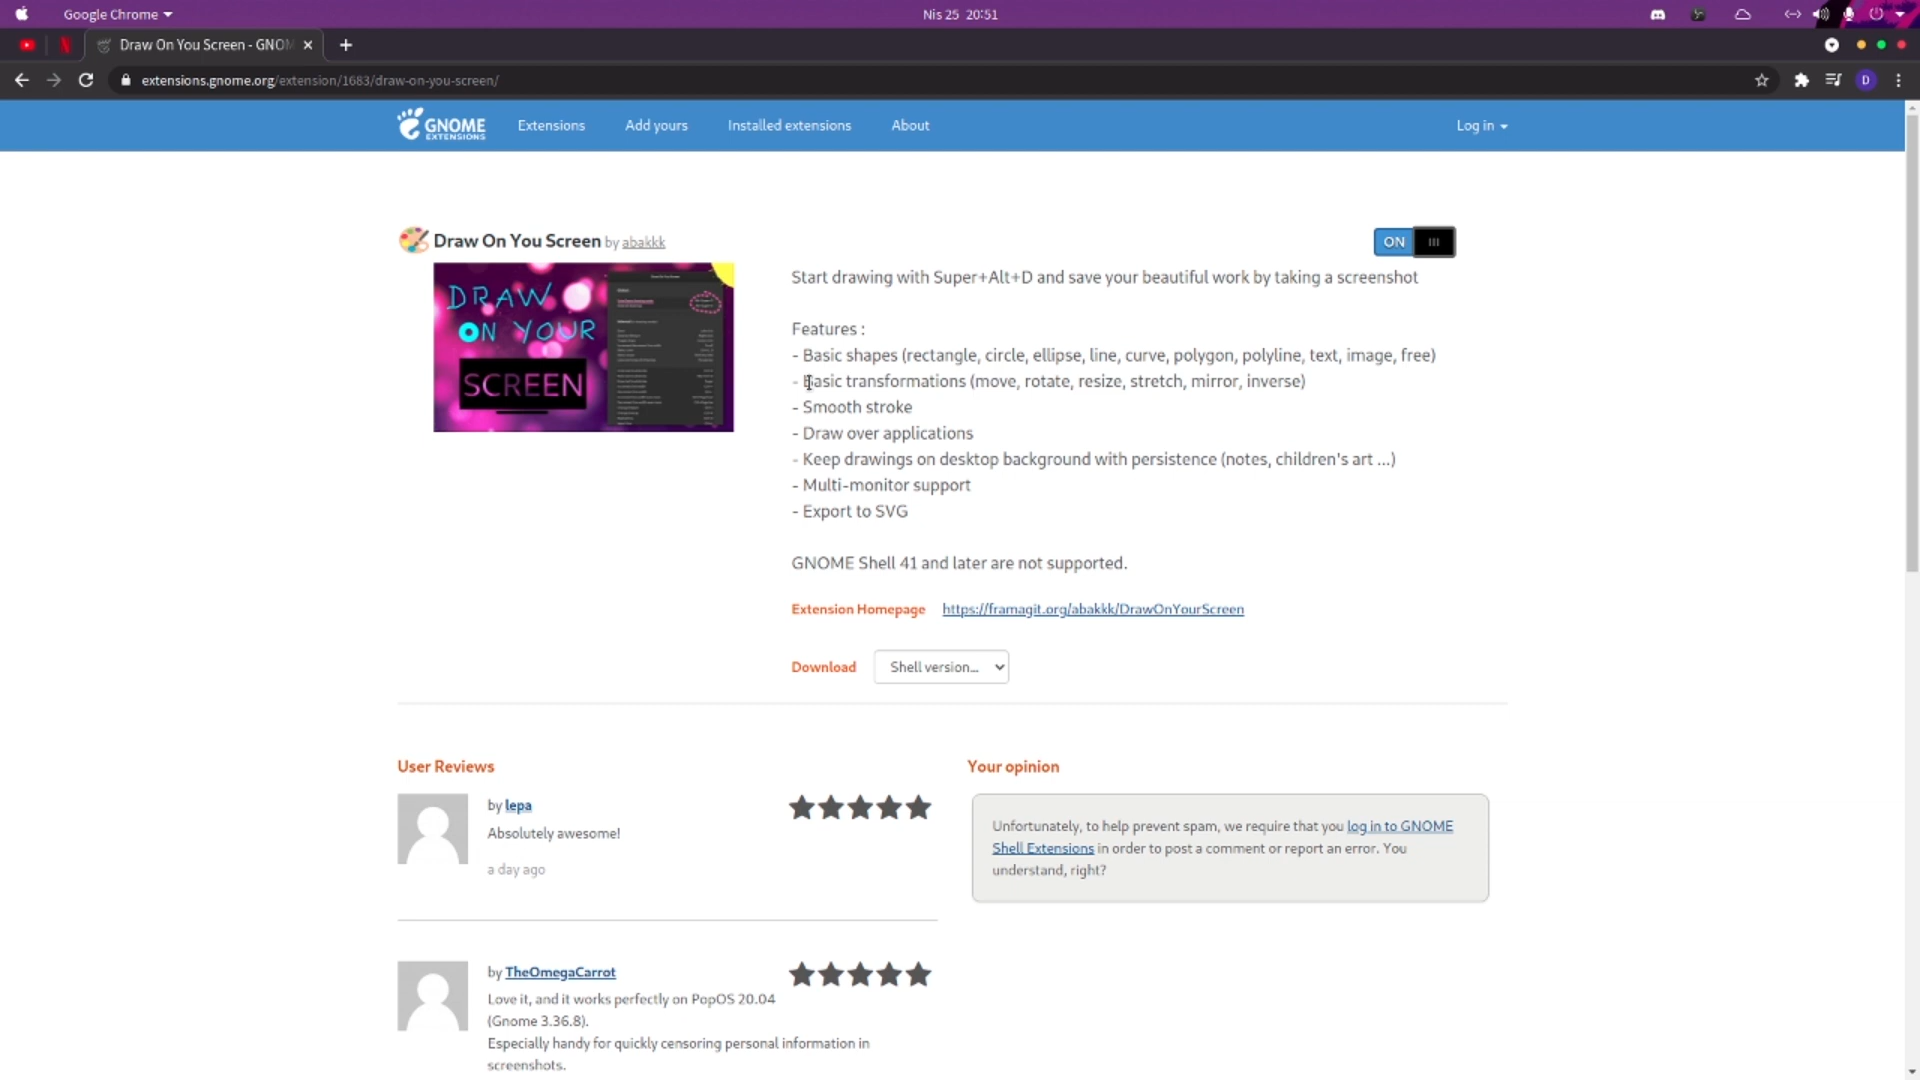 Google Chrome
Nis 25 20:51
Draw On You Screen - GNOM
extensions.gnome.org/extension/1683/draw-on-you-screen/
D
GNOME
EXTENSIONS
Extensions
Add yours
Installed extensions
About
Log in
Draw On You Screen by abakkk
ON
DRAW
ON YOUR
SCREEN
Start drawing with Super+Alt+D and save your beautiful work by taking a screenshot
Features :
- Basic shapes (rectangle, circle, ellipse, line, curve, polygon, polyline, text, image, free)
- Basic transformations (move, rotate, resize, stretch, mirror, inverse)
- Smooth stroke
- Draw over applications
- Keep drawings on desktop background with persistence (notes, children's art ...)
- Multi-monitor support
- Export to SVG
GNOME Shell 41 and later are not supported.
Extension Homepage https://framagit.org/abakkk/DrawOnYourScreen
Download Shell version...
User Reviews
by lepa
Absolutely awesome!
a day ago
by TheOmegaCarrot
Love it, and it works perfectly on PopOS 20.04
(Gnome 3.36.8).
Especially handy for quickly censoring personal information in
screenshots.
Your opinion
Unfortunately, to help prevent spam, we require that you log in to GNOME
Shell Extensions in order to post a comment or report an error. You
understand, right?